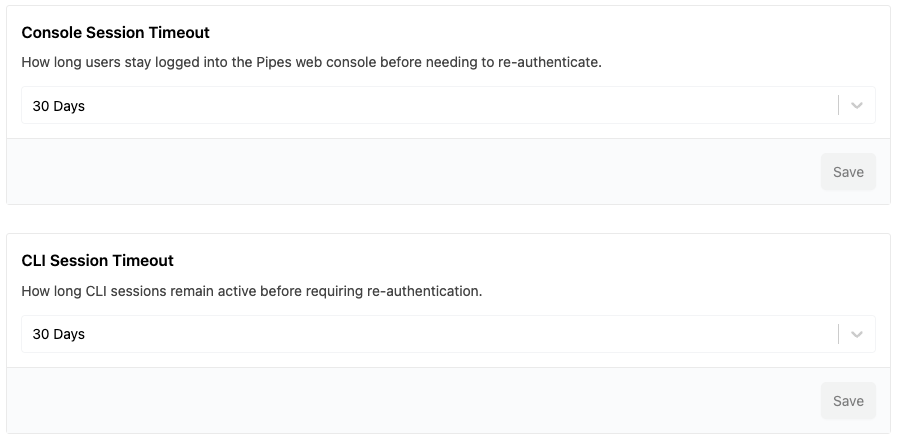 Console Session Timeout
How long users stay logged into the Pipes web console before needing to re-authenticate.
30 Days
Save
CLI Session Timeout
How long CLI sessions remain active before requiring re-authentication.
30 Days
Save